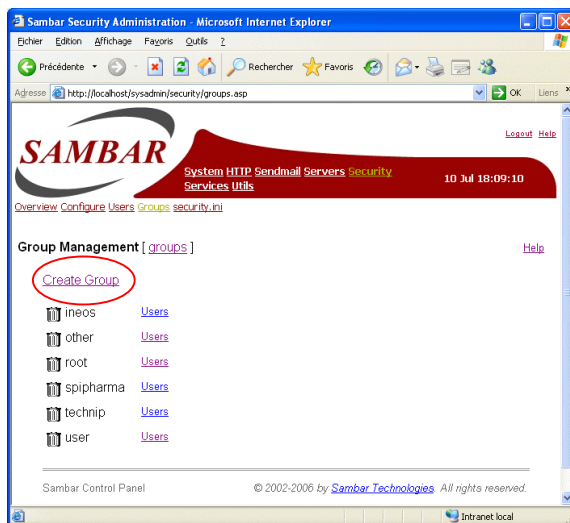 Sambar Security Administration - Microsoft Internet Explorer
Fichier Edition Affichage Favoris Outils ?
Précédente Rechercher Favoris
Adresse http://localhost/sysadmin/security/groups.asp OK Liens »
Logout Help
SAMBAR
System HTTP Sendmail Servers Security
Services Utils
10 Jul 18:09:10
Overview Configure Users Groups security.ini
Group Management [ groups ] Help
Create Group
ineos Users
other Users
root Users
spipharma Users
technip Users
user Users
Sambar Control Panel © 2002-2006 by Sambar Technologies. All rights reserved.
Intranet local